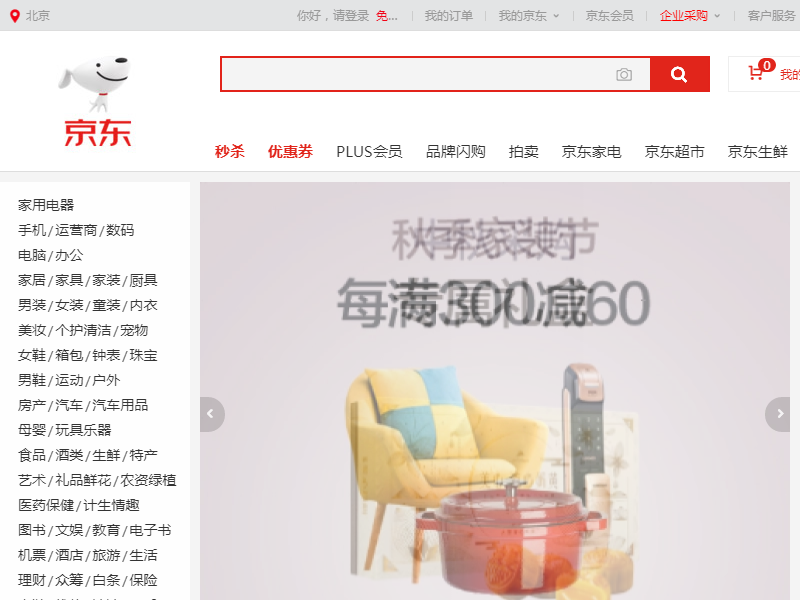 北京
你好，请登录 免...
我的订单
我的京东
京东会员
企业采购
客户服务
0
我的
京东
秒杀 优惠券 PLUS会员 品牌闪购 拍卖 京东家电 京东超市 京东生鲜
家用电器
手机/运营商/数码
电脑/办公
家居/家具/家装/厨具
男装/女装/童装/内衣
美妆/个护清洁/宠物
女鞋/箱包/钟表/珠宝
男鞋/运动/户外
房产/汽车/汽车用品
母婴/玩具乐器
食品/酒类/生鲜/特产
艺术/礼品鲜花/农资绿植
医药保健/计生情趣
图书/文娱/教育/电子书
机票/酒店/旅游/生活
理财/众筹/白条/保险